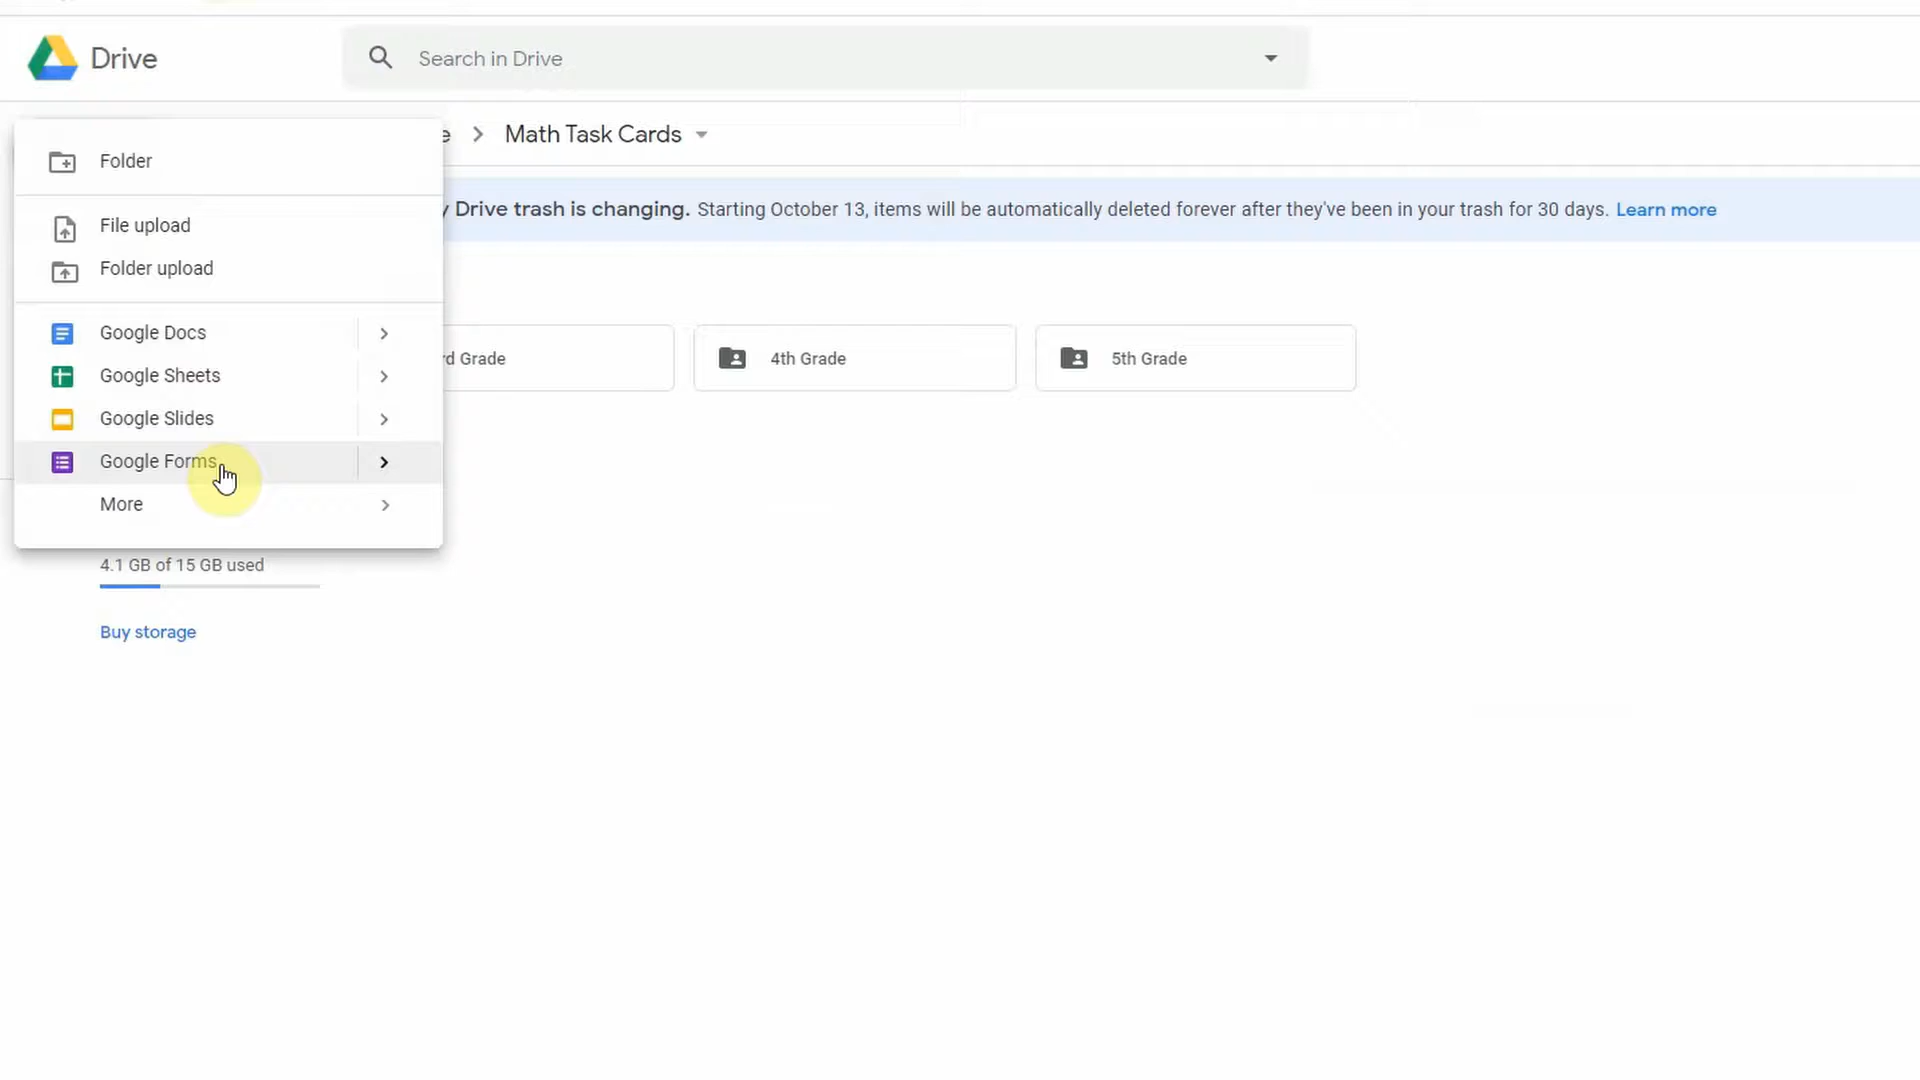 Drive
Search in Drive
e > Math Task Cards
Folder
y Drive trash is changing. Starting October 13, items will be automatically deleted forever after they've been in your trash for 30 days. Learn more
File upload
Folder upload
Google Docs
rd Grade
4th Grade
5th Grade
Google Sheets
Google Slides
Google Forms
More
4.1 GB of 15 GB used
Buy storage